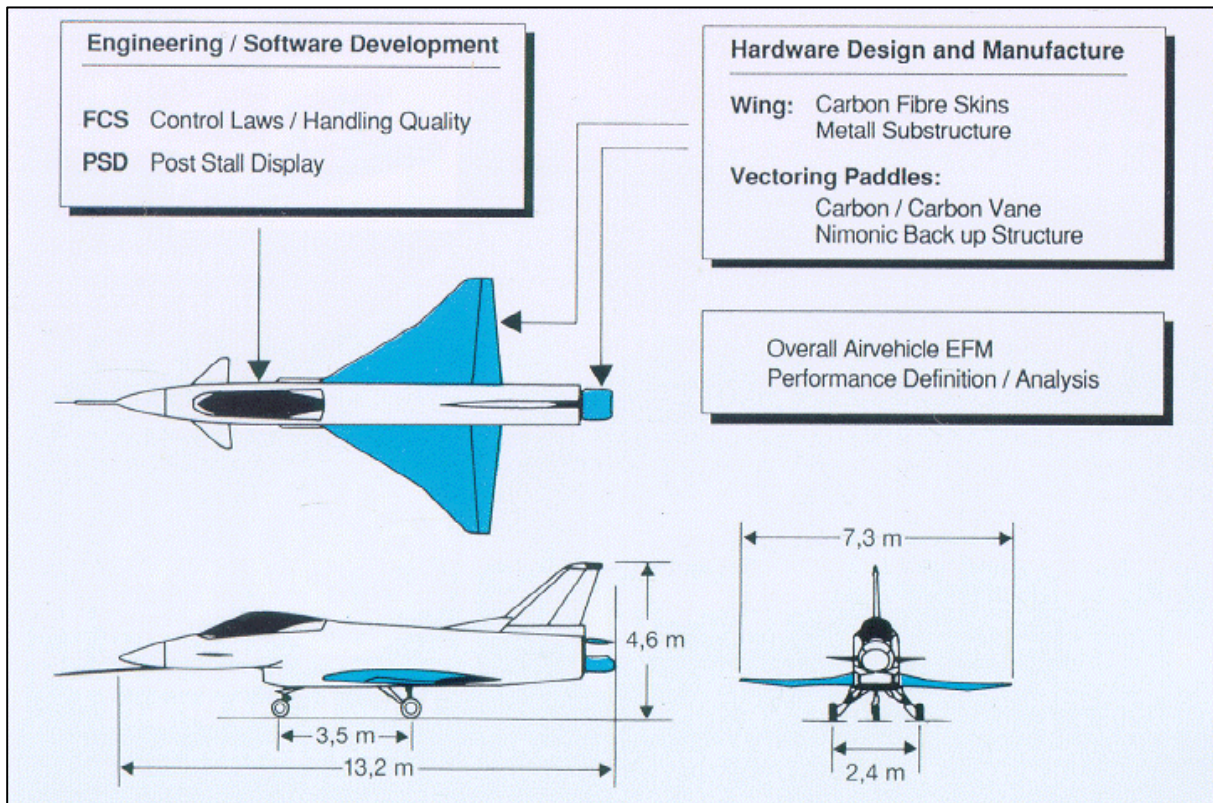 Engineering / Software Development
FCS Control Laws / Handling Quality
PSD Post Stall Display
Hardware Design and Manufacture
Wing: Carbon Fibre Skins
Metall Substructure
Vectoring Paddles:
Carbon / Carbon Vane
Nimonic Back up Structure
Overall Airvehicle EFM
Performance Definition / Analysis
7,3 m
4,6 m
3,5 m
13,2 m
2,4 m